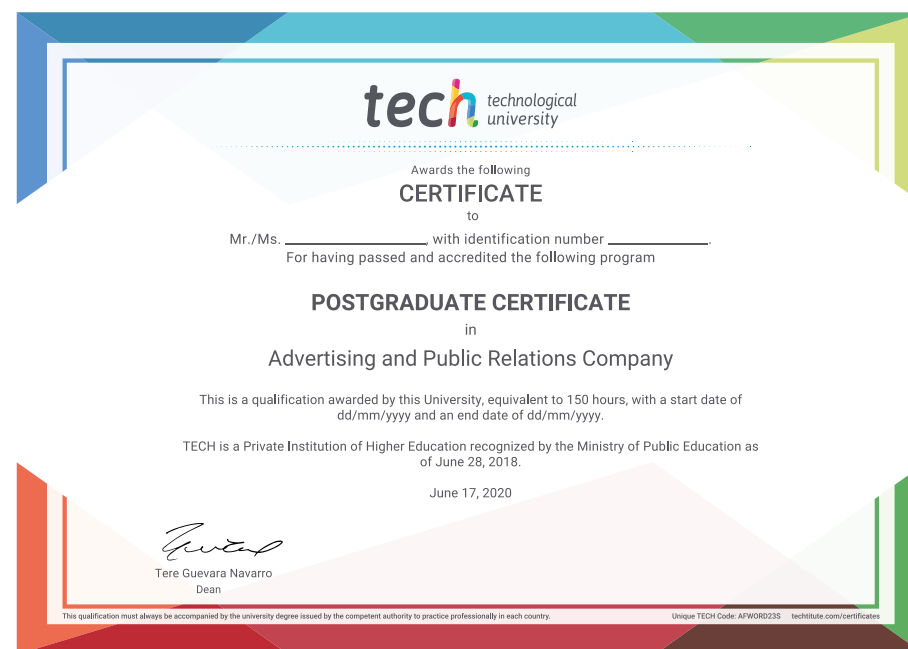 tech technological
university
Awards the following
CERTIFICATE
to
Mr./Ms. ____________________, with identification number ______________.
For having passed and accredited the following program
POSTGRADUATE CERTIFICATE
in
Advertising and Public Relations Company
This is a qualification awarded by this University, equivalent to 150 hours, with a start date of
dd/mm/yyyy and an end date of dd/mm/yyyy.
TECH is a Private Institution of Higher Education recognized by the Ministry of Public Education as
of June 28, 2018.
June 17, 2020
Tere Guevara Navarro
Dean
This qualification must always be accompanied by the university degree issued by the competent authority to practice professionally in each country.
Unique TECH Code: AFWORD23S techtitute.com/certificates